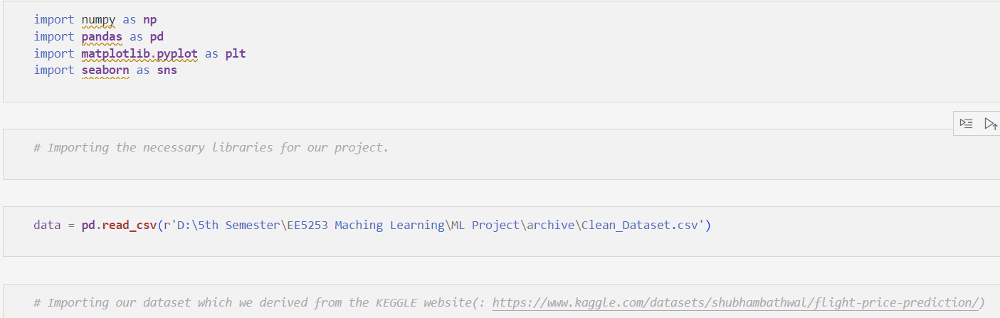 import numpy as np
import pandas as pd
import matplotlib.pyplot as plt
import seaborn as sns
# Importing the necessary libraries for our project.
data = pd.read_csv(r'D:\5th Semester\EE5253 Maching Learning\ML Project\archive\Clean_Dataset.csv')
# Importing our dataset which we derived from the KEGGLE website(: https://www.kaggle.com/datasets/shubhambathwal/flight-price-prediction/)